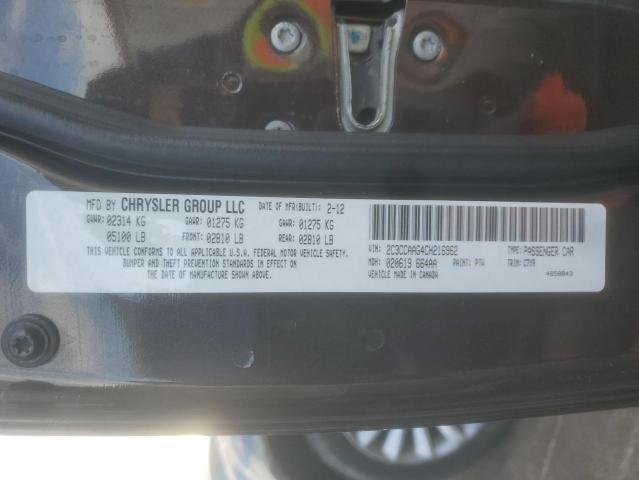 MFD BY CHRYSLER GROUP LLC DATE OF MFR(BUILT): 2-12
GVWR: 02314 KG GAWR: 01275 KG GAWR: 01275 KG
05100 LB FRONT: 02810 LB REAR: 02810 LB
THIS VEHICLE CONFORMS TO ALL APPLICABLE U.S.A. FEDERAL MOTOR VEHICLE SAFETY,
BUMPER AND THEFT PREVENTION STANDARDS IN EFFECT ON
THE DATE OF MANUFACTURE SHOWN ABOVE.
VIN: 2C3CCAAG4CH216962 TYPE: PASSENGER CAR
MDH: 020619 664AA PAINT: PTW TRIM: C7X9
VEHICLE MADE IN CANADA 4658043